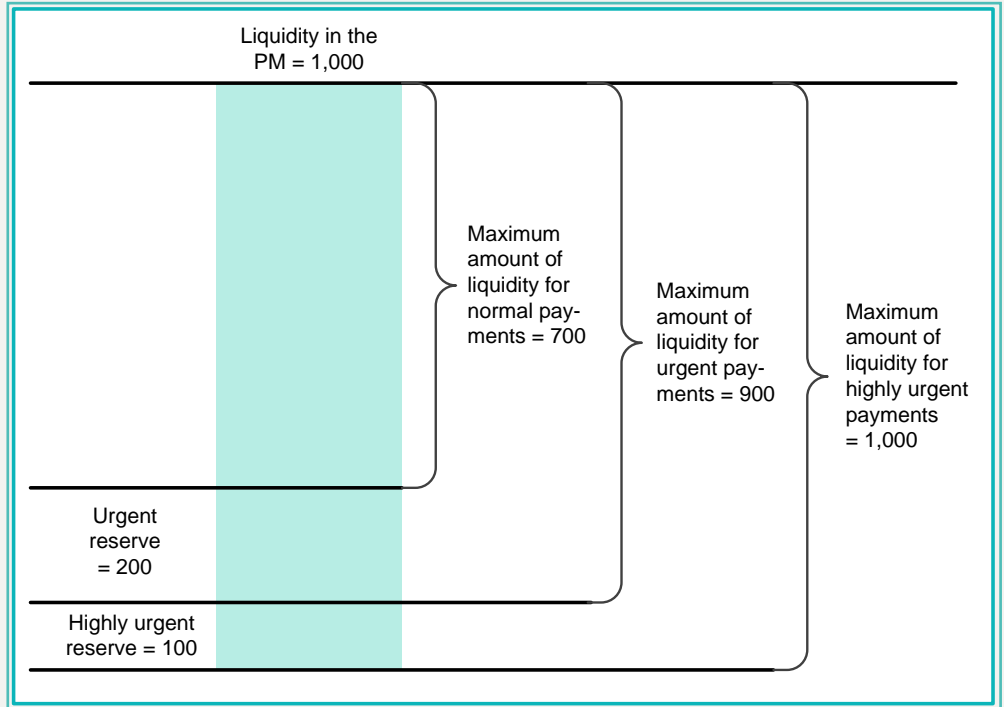 Liquidity in the
PM = 1,000
Maximum
amount of
liquidity for
normal pay-
ments = 700
Maximum
amount of
liquidity for
urgent pay-
ments = 900
Maximum
amount of
liquidity for
highly urgent
payments
= 1,000
Urgent
reserve
= 200
Highly urgent
reserve = 100